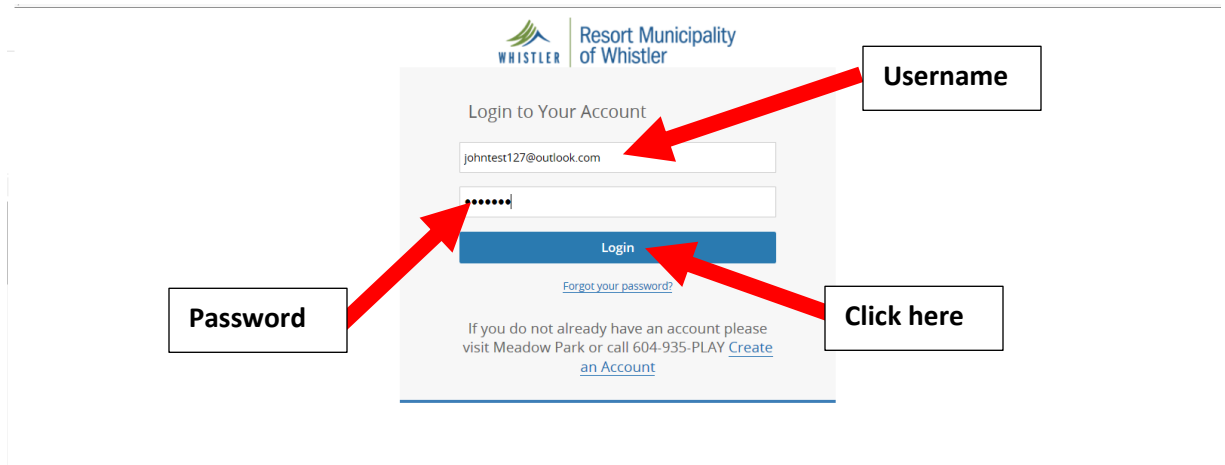 WHISTLER
Resort Municipality
of Whistler
Username
Login to Your Account
johntest127@outlook.com
•••••••
Login
Forgot your password?
Password
Click here
If you do not already have an account please
visit Meadow Park or call 604-935-PLAY Create
an Account